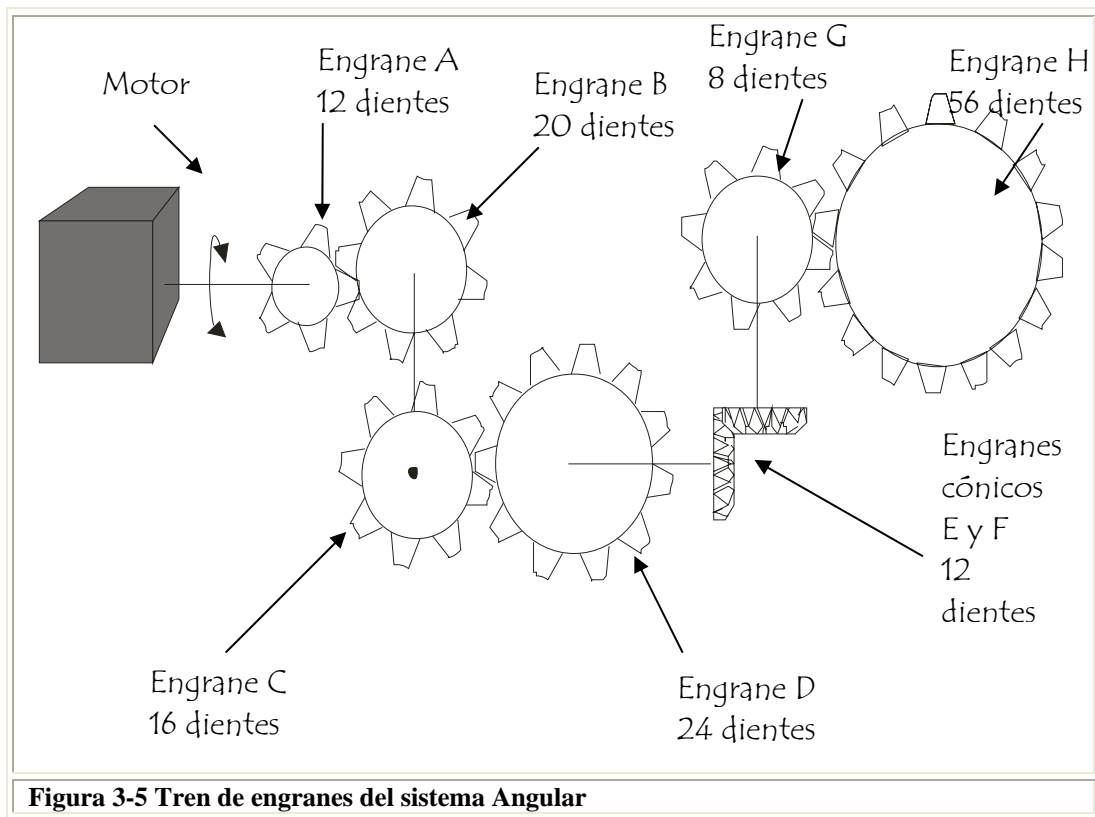 Motor
Engrane A
12 dientes
Engrane B
20 dientes
Engrane G
8 dientes
Engrane H
56 dientes
Engranes
cónicos
E y F
12
dientes
Engrane C
16 dientes
Engrane D
24 dientes
Figura 3-5 Tren de engranes del sistema Angular